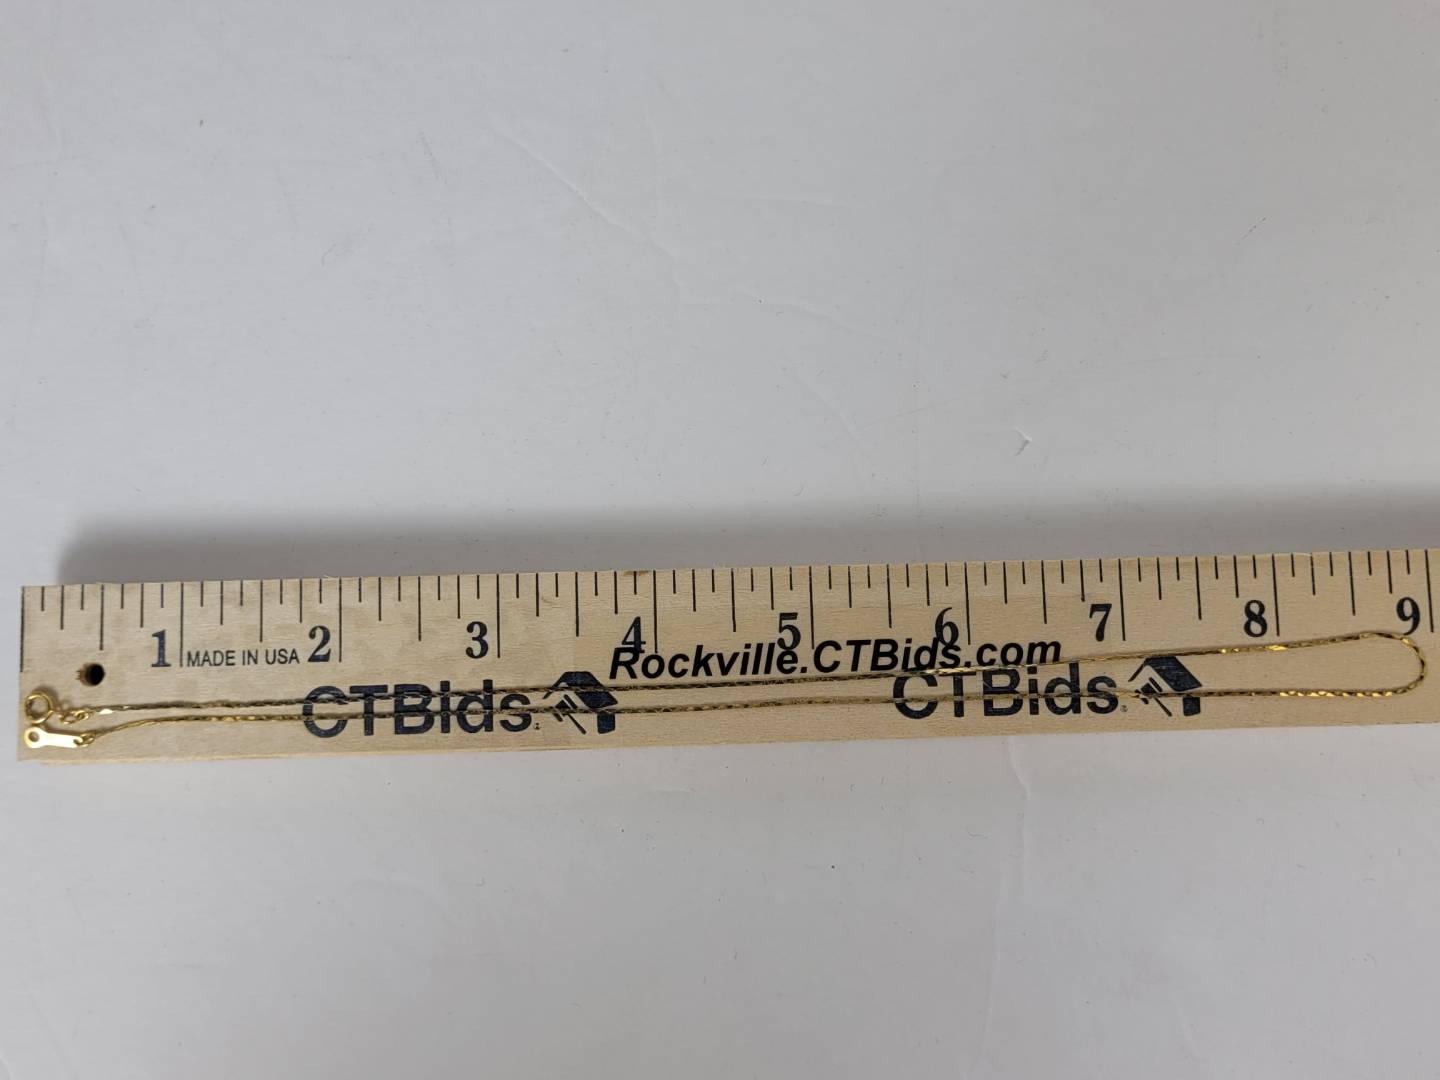 1 2 3 4 5 6 7 8 9
MADE IN USA
Rockville.CTBids.com
CTBids. CTBids.